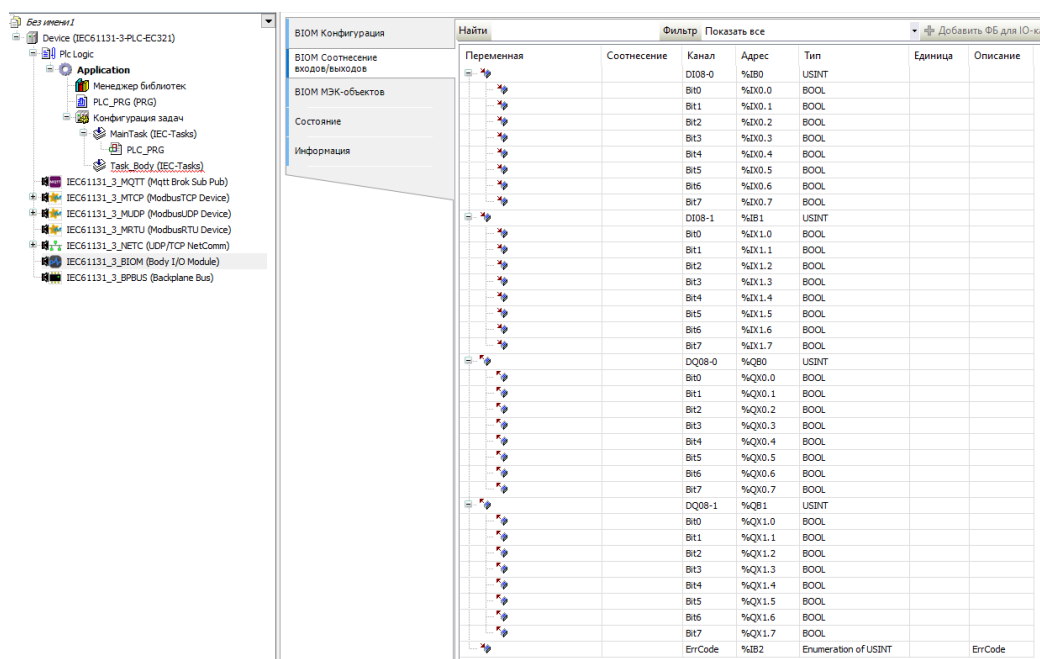 Без имени1
Device (IEC61131-3-PLC-EC321)
Plc Logic
Application
Менеджер библиотек
PLC_PRG (PRG)
Конфигурация задач
MainTask (IEC-Tasks)
PLC_PRG
Task_Body (IEC-Tasks)
IEC61131_3_MQTT (Mqtt Brok Sub Pub)
IEC61131_3_MTCP (ModbusTCP Device)
IEC61131_3_MUDP (ModbusUDP Device)
IEC61131_3_MRTU (ModbusRTU Device)
IEC61131_3_NETC (UDP/TCP NetComm)
IEC61131_3_BIOM (Body I/O Module)
IEC61131_3_BPBUS (Backplane Bus)
BIOM Конфигурация
BIOM Соотнесение
входов/выходов
BIOM МЭК-объектов
Состояние
Информация
Найти Фильтр Показать все Добавить ФБ для IO-к
Переменная Соотнесение Канал Адрес Тип Единица Описание
DI08-0 %IB0 USINT
Bit0 %IX0.0 BOOL
Bit1 %IX0.1 BOOL
Bit2 %IX0.2 BOOL
Bit3 %IX0.3 BOOL
Bit4 %IX0.4 BOOL
Bit5 %IX0.5 BOOL
Bit6 %IX0.6 BOOL
Bit7 %IX0.7 BOOL
DI08-1 %IB1 USINT
Bit0 %IX1.0 BOOL
Bit1 %IX1.1 BOOL
Bit2 %IX1.2 BOOL
Bit3 %IX1.3 BOOL
Bit4 %IX1.4 BOOL
Bit5 %IX1.5 BOOL
Bit6 %IX1.6 BOOL
Bit7 %IX1.7 BOOL
DQ08-0 %QB0 USINT
Bit0 %QX0.0 BOOL
Bit1 %QX0.1 BOOL
Bit2 %QX0.2 BOOL
Bit3 %QX0.3 BOOL
Bit4 %QX0.4 BOOL
Bit5 %QX0.5 BOOL
Bit6 %QX0.6 BOOL
Bit7 %QX0.7 BOOL
DQ08-1 %QB1 USINT
Bit0 %QX1.0 BOOL
Bit1 %QX1.1 BOOL
Bit2 %QX1.2 BOOL
Bit3 %QX1.3 BOOL
Bit4 %QX1.4 BOOL
Bit5 %QX1.5 BOOL
Bit6 %QX1.6 BOOL
Bit7 %QX1.7 BOOL
ErrCode %IB2 Enumeration of USINT ErrCode